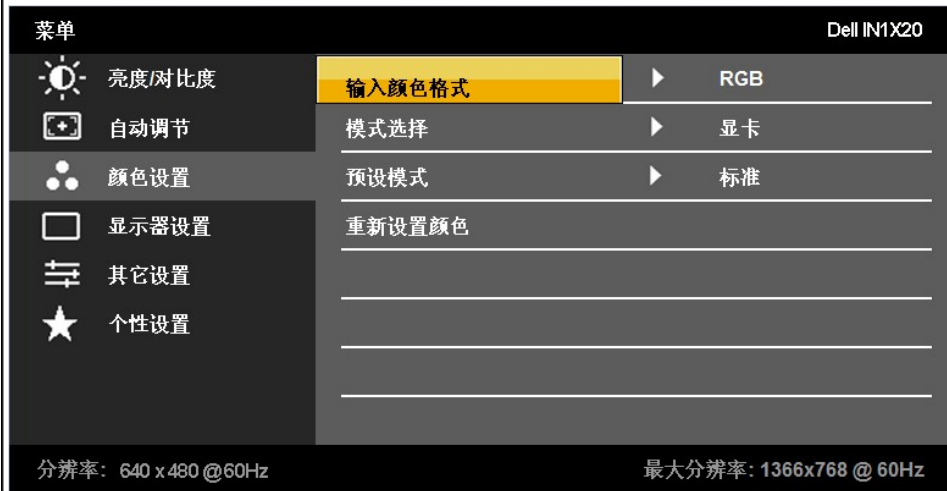 菜单 Dell IN1X20
亮度/对比度 输入颜色格式 RGB
自动调节 模式选择 显卡
颜色设置 预设模式 标准
显示器设置 重新设置颜色
其它设置
个性设置
分辨率: 640 x 480 @60Hz 最大分辨率: 1366x768 @ 60Hz